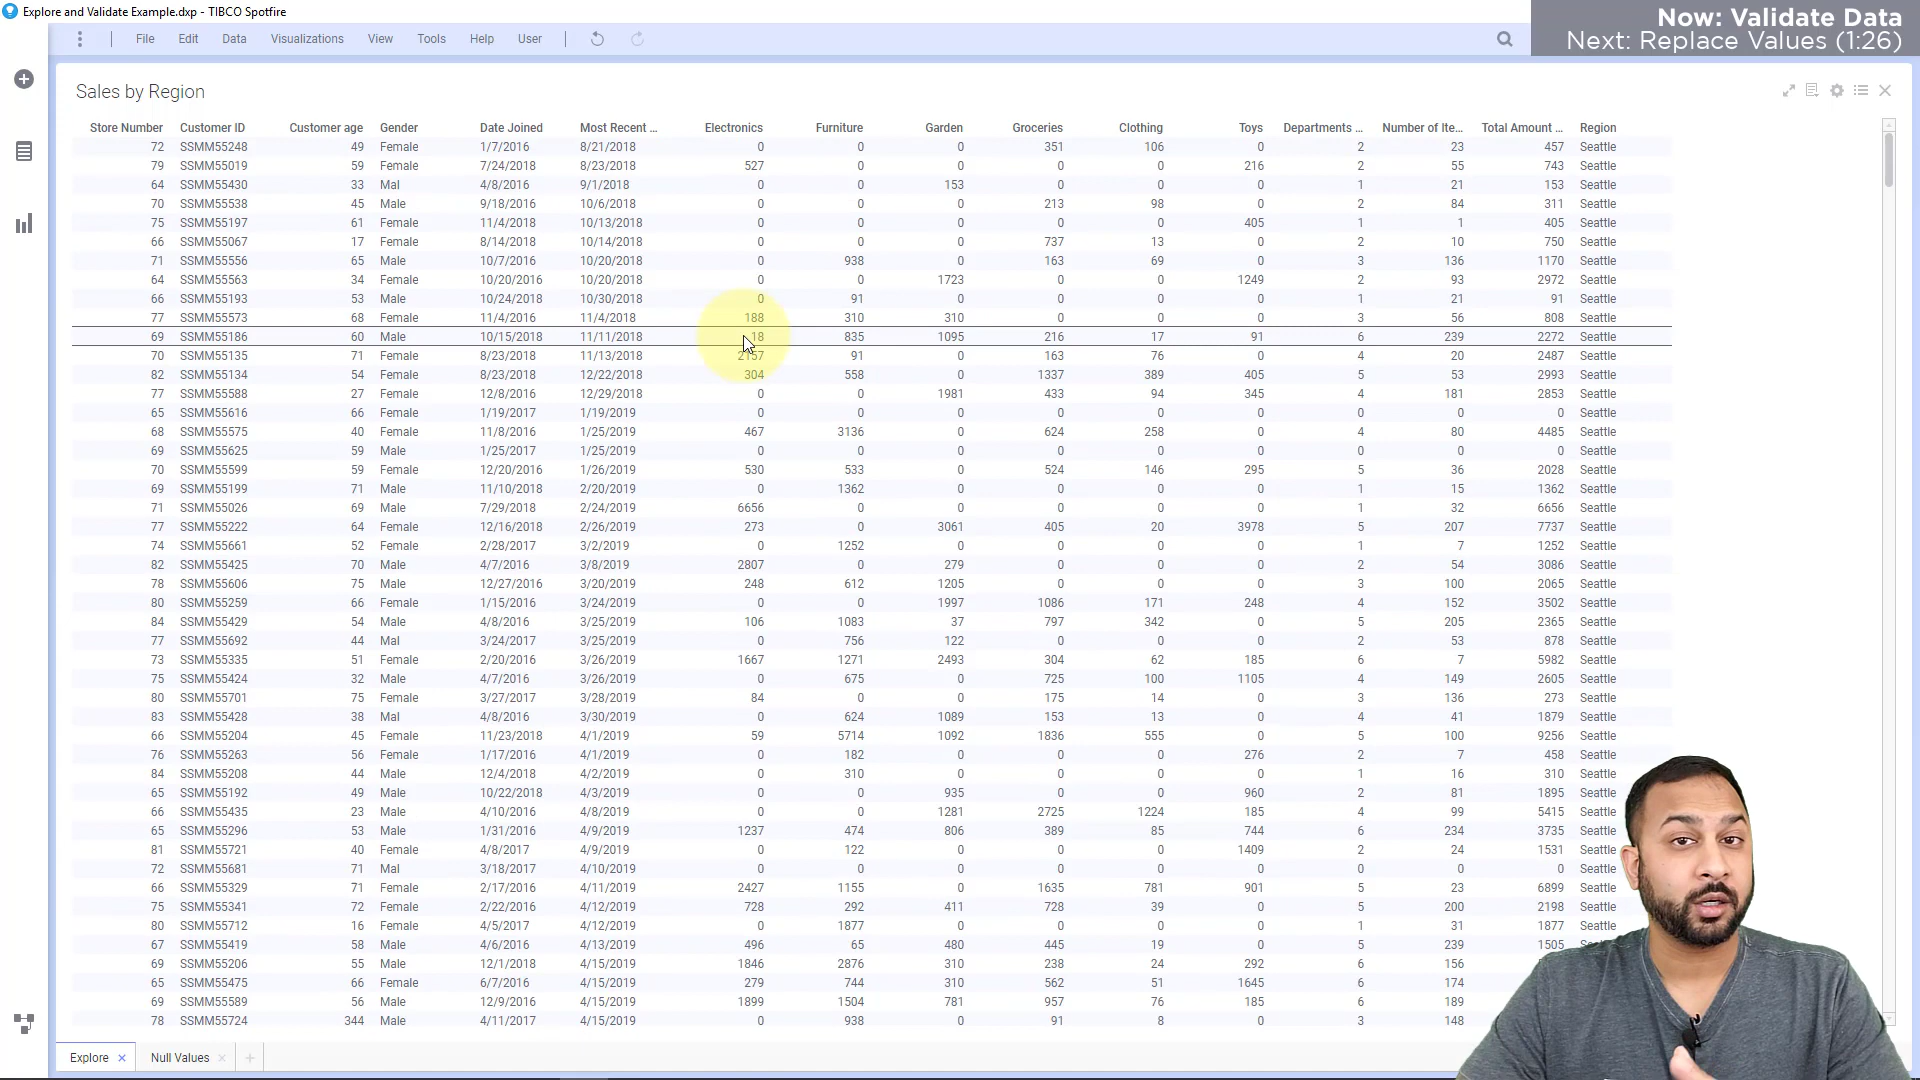 Explore and Validate Example.dxp - TIBCO Spotfire
Now: Validate Data
Next: Replace Values (1:26)
File Edit Data Visualizations View Tools Help User
Sales by Region
Store Number Customer ID Customer age Gender Date Joined Most Recent ... Electronics Furniture Garden Groceries Clothing Toys Departments ... Number of Ite... Total Amount ... Region
72 SSMM55248 49 Female 1/7/2016 8/21/2018 0 0 0 351 106 0 2 23 457 Seattle
79 SSMM55019 59 Female 7/24/2018 8/23/2018 527 0 0 0 0 216 2 55 743 Seattle
64 SSMM55430 33 Mal 4/8/2016 9/1/2018 0 0 153 0 0 0 1 21 153 Seattle
70 SSMM55538 45 Male 9/18/2016 10/6/2018 0 0 0 213 98 0 2 84 311 Seattle
75 SSMM55197 61 Female 11/4/2018 10/13/2018 0 0 0 0 0 405 1 1 405 Seattle
66 SSMM55067 17 Female 8/14/2018 10/14/2018 0 0 0 737 13 0 2 10 750 Seattle
71 SSMM55556 65 Male 10/7/2016 10/20/2018 0 938 0 163 69 0 3 136 1170 Seattle
64 SSMM55563 34 Female 10/20/2016 10/20/2018 0 0 1723 0 0 1249 2 93 2972 Seattle
66 SSMM55193 53 Male 10/24/2018 10/30/2018 0 91 0 0 0 0 1 21 91 Seattle
77 SSMM55573 68 Female 11/4/2016 11/4/2018 188 310 310 0 0 0 3 56 808 Seattle
69 SSMM55186 60 Male 10/15/2018 11/11/2018 18 835 1095 216 17 91 6 239 2272 Seattle
70 SSMM55135 71 Female 8/23/2018 11/13/2018 2157 91 0 163 76 0 4 20 2487 Seattle
82 SSMM55134 54 Female 8/23/2018 12/22/2018 304 558 0 1337 389 405 5 53 2993 Seattle
77 SSMM55588 27 Female 12/8/2016 12/29/2018 0 0 1981 433 94 345 4 181 2853 Seattle
65 SSMM55616 66 Female 1/19/2017 1/19/2019 0 0 0 0 0 0 0 0 0 Seattle
68 SSMM55575 40 Female 11/8/2016 1/25/2019 467 3136 0 624 258 0 4 80 4485 Seattle
69 SSMM55625 59 Male 1/25/2017 1/25/2019 0 0 0 0 0 0 0 0 0 Seattle
70 SSMM55599 59 Female 12/20/2016 1/26/2019 530 533 0 524 146 295 5 36 2028 Seattle
69 SSMM55199 71 Male 11/10/2018 2/20/2019 0 1362 0 0 0 0 1 15 1362 Seattle
71 SSMM55026 69 Male 7/29/2018 2/24/2019 6656 0 0 0 0 0 1 32 6656 Seattle
77 SSMM55222 64 Female 12/16/2018 2/26/2019 273 0 3061 405 20 3978 5 207 7737 Seattle
74 SSMM55661 52 Female 2/28/2017 3/2/2019 0 1252 0 0 0 0 1 7 1252 Seattle
82 SSMM55425 70 Male 4/7/2016 3/8/2019 2807 0 279 0 0 0 2 54 3086 Seattle
78 SSMM55606 75 Male 12/27/2016 3/20/2019 248 612 1205 0 0 0 3 100 2065 Seattle
80 SSMM55259 66 Female 1/15/2016 3/24/2019 0 0 1997 1086 171 248 4 152 3502 Seattle
84 SSMM55429 54 Male 4/8/2016 3/25/2019 106 1083 37 797 342 0 5 205 2365 Seattle
77 SSMM55692 44 Mal 3/24/2017 3/25/2019 0 756 122 0 0 0 2 53 878 Seattle
73 SSMM55335 51 Female 2/20/2016 3/26/2019 1667 1271 2493 304 62 185 6 7 5982 Seattle
75 SSMM55424 32 Male 4/7/2016 3/26/2019 0 675 0 725 100 1105 4 149 2605 Seattle
80 SSMM55701 75 Female 3/27/2017 3/28/2019 84 0 0 175 14 0 3 136 273 Seattle
83 SSMM55428 38 Mal 4/8/2016 3/30/2019 0 624 1089 153 13 0 4 41 1879 Seattle
66 SSMM55204 45 Female 11/23/2018 4/1/2019 59 5714 1092 1836 555 0 5 100 9256 Seattle
76 SSMM55263 56 Female 1/17/2016 4/1/2019 0 182 0 0 0 276 2 7 458 Seattle
84 SSMM55208 44 Male 12/4/2018 4/2/2019 0 310 0 0 0 0 1 16 310 Seattle
65 SSMM55192 49 Male 10/22/2018 4/3/2019 0 0 935 0 0 960 2 81 1895 Seattle
66 SSMM55435 23 Male 4/10/2016 4/8/2019 0 0 1281 2725 1224 185 4 99 5415 Seattle
65 SSMM55296 53 Male 1/31/2016 4/9/2019 1237 474 806 389 85 744 6 234 3735 Seattle
81 SSMM55721 40 Female 4/8/2017 4/9/2019 0 122 0 0 0 1409 2 24 1531 Seattle
72 SSMM55681 71 Mal 3/18/2017 4/10/2019 0 0 0 0 0 0 0 0 0 Seattle
66 SSMM55329 71 Female 2/17/2016 4/11/2019 2427 1155 0 1635 781 901 5 23 6899 Seattle
75 SSMM55341 72 Female 2/22/2016 4/12/2019 728 292 411 728 39 0 5 200 2198 Seattle
80 SSMM55712 16 Female 4/5/2017 4/12/2019 0 1877 0 0 0 0 1 31 1877 Seattle
67 SSMM55419 58 Male 4/6/2016 4/13/2019 496 65 480 445 19 0 5 239 1505
69 SSMM55206 55 Male 12/1/2018 4/15/2019 1846 2876 310 238 24 292 6 156
65 SSMM55475 66 Female 6/7/2016 4/15/2019 279 744 310 562 51 1645 6 174
69 SSMM55589 56 Male 12/9/2016 4/15/2019 1899 1504 781 957 76 185 6 189
78 SSMM55724 344 Male 4/11/2017 4/15/2019 0 938 0 91 8 0 3 148
Explore Null Values